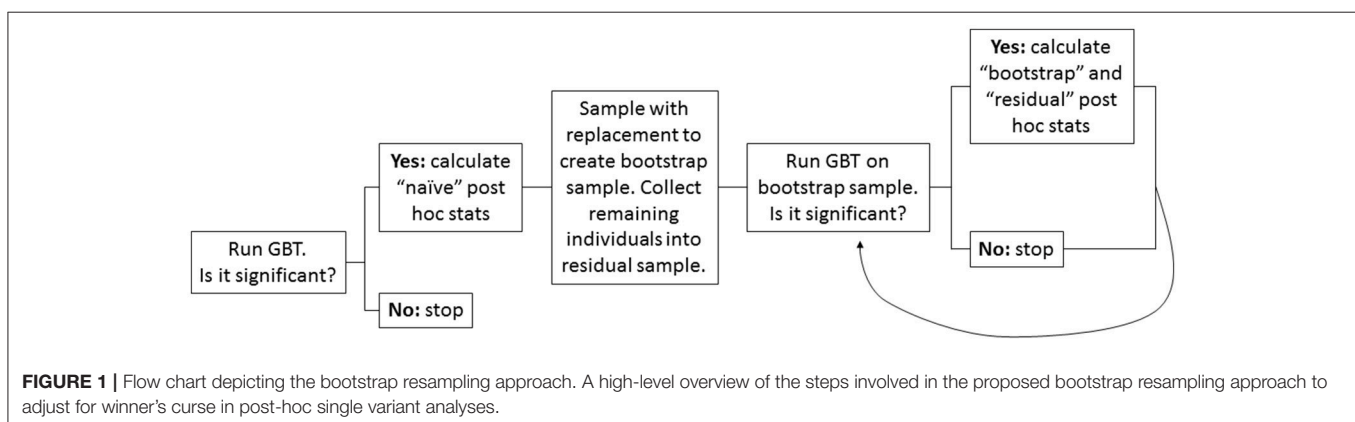 Run GBT.
Is it significant?
Yes: calculate
“naïve” post
hoc stats
No: stop
Sample with
replacement to
create bootstrap
sample. Collect
remaining
individuals into
residual sample.
Run GBT on
bootstrap sample.
Is it significant?
Yes: calculate
“bootstrap” and
“residual” post
hoc stats
No: stop
FIGURE 1 | Flow chart depicting the bootstrap resampling approach. A high-level overview of the steps involved in the proposed bootstrap resampling approach to
adjust for winner’s curse in post-hoc single variant analyses.